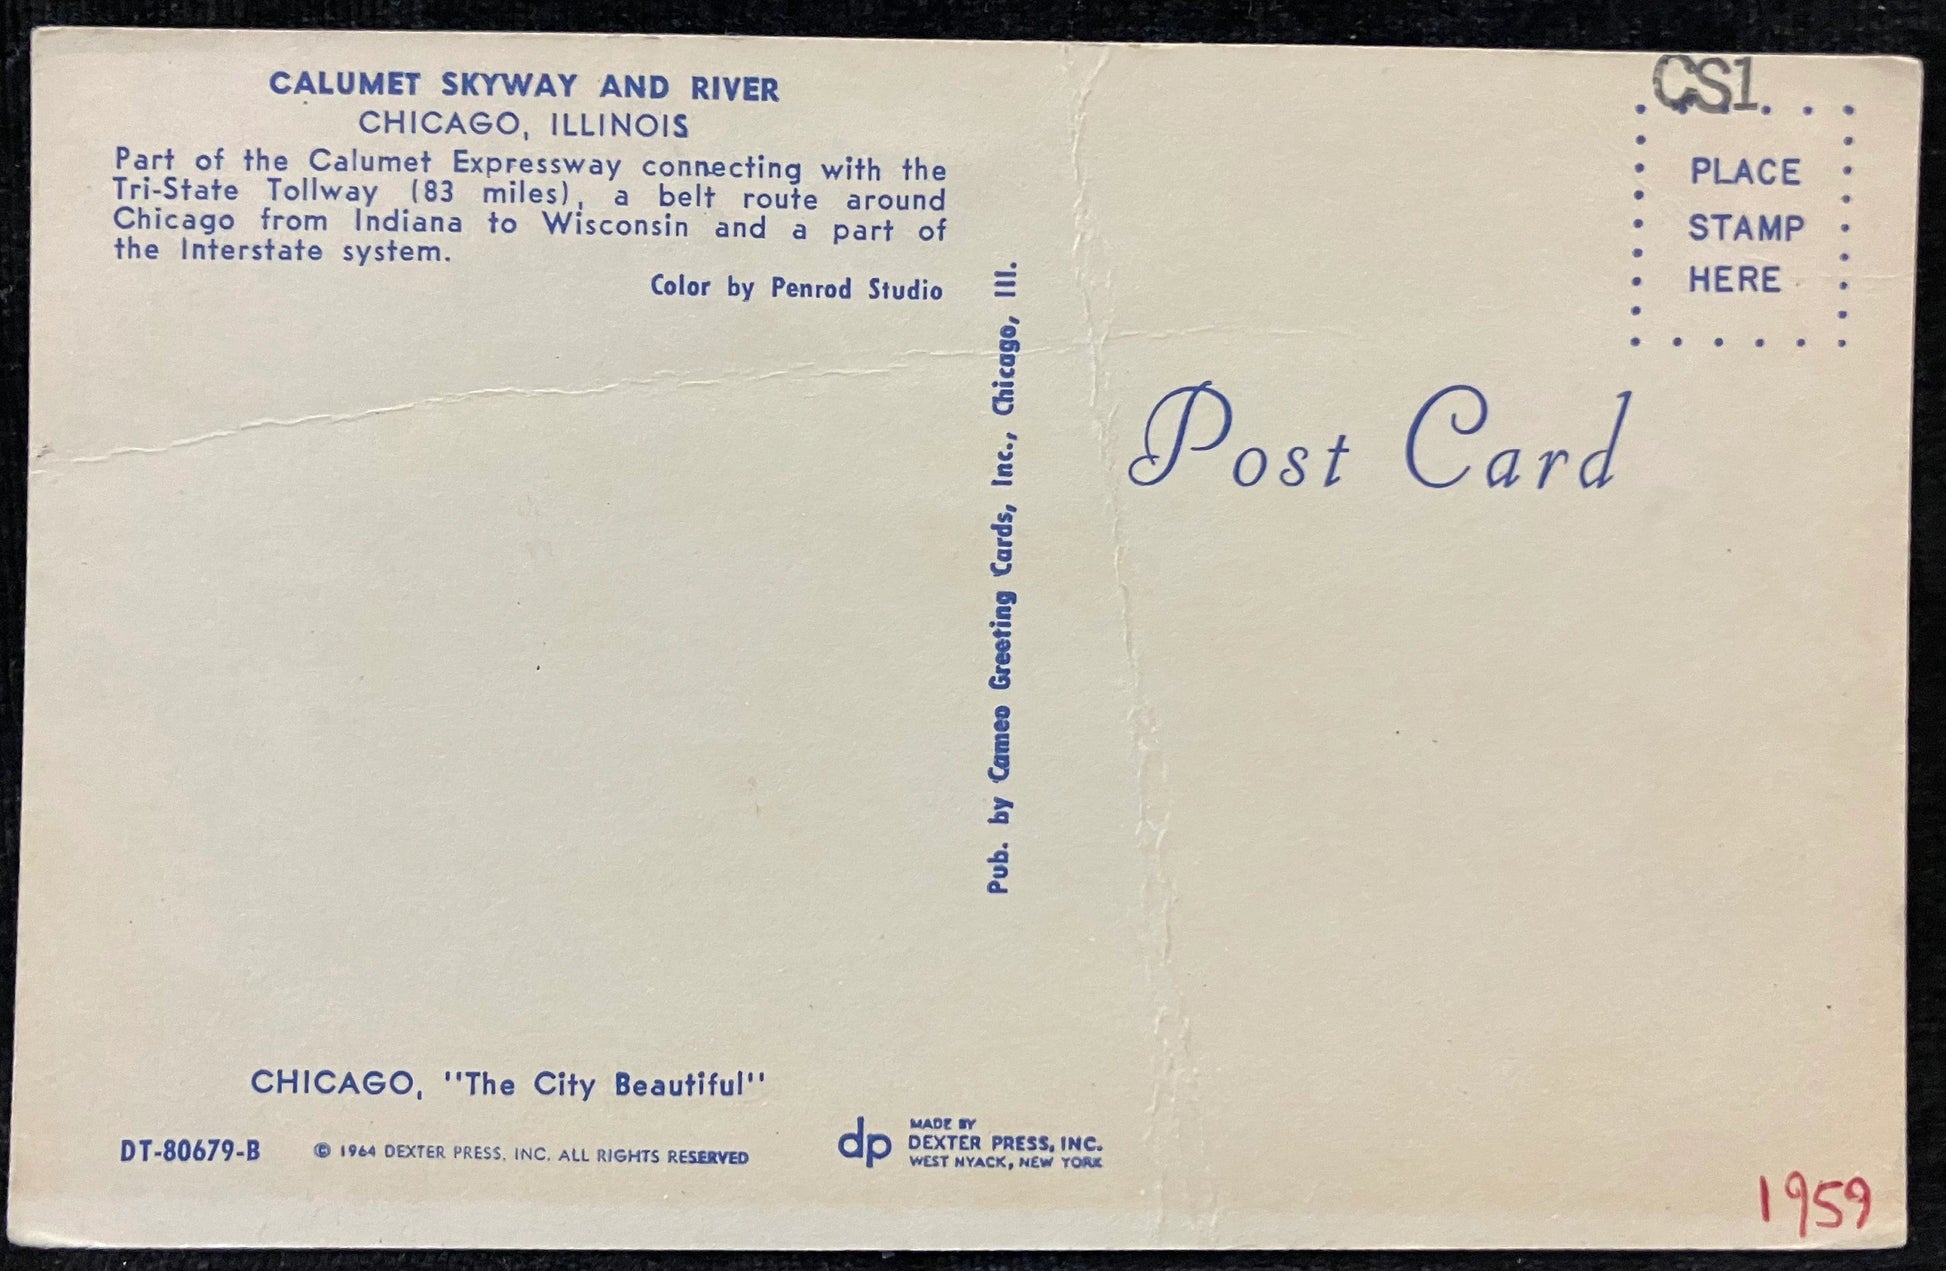 CS1
CALUMET SKYWAY AND RIVER
CHICAGO, ILLINOIS
Part of the Calumet Expressway connecting with the
Tri-State Tollway (83 miles), a belt route around
Chicago from Indiana to Wisconsin and a part of
the Interstate system.
Color by Penrod Studio
Pub. by Cameo Greeting Cards, Inc., Chicago, Ill.
PLACE
STAMP
HERE
Post Card
CHICAGO, "The City Beautiful"
DT-80679-B © 1964 DEXTER PRESS, INC. ALL RIGHTS RESERVED
dp
MADE BY
DEXTER PRESS, INC.
WEST NYACK, NEW YORK
1959